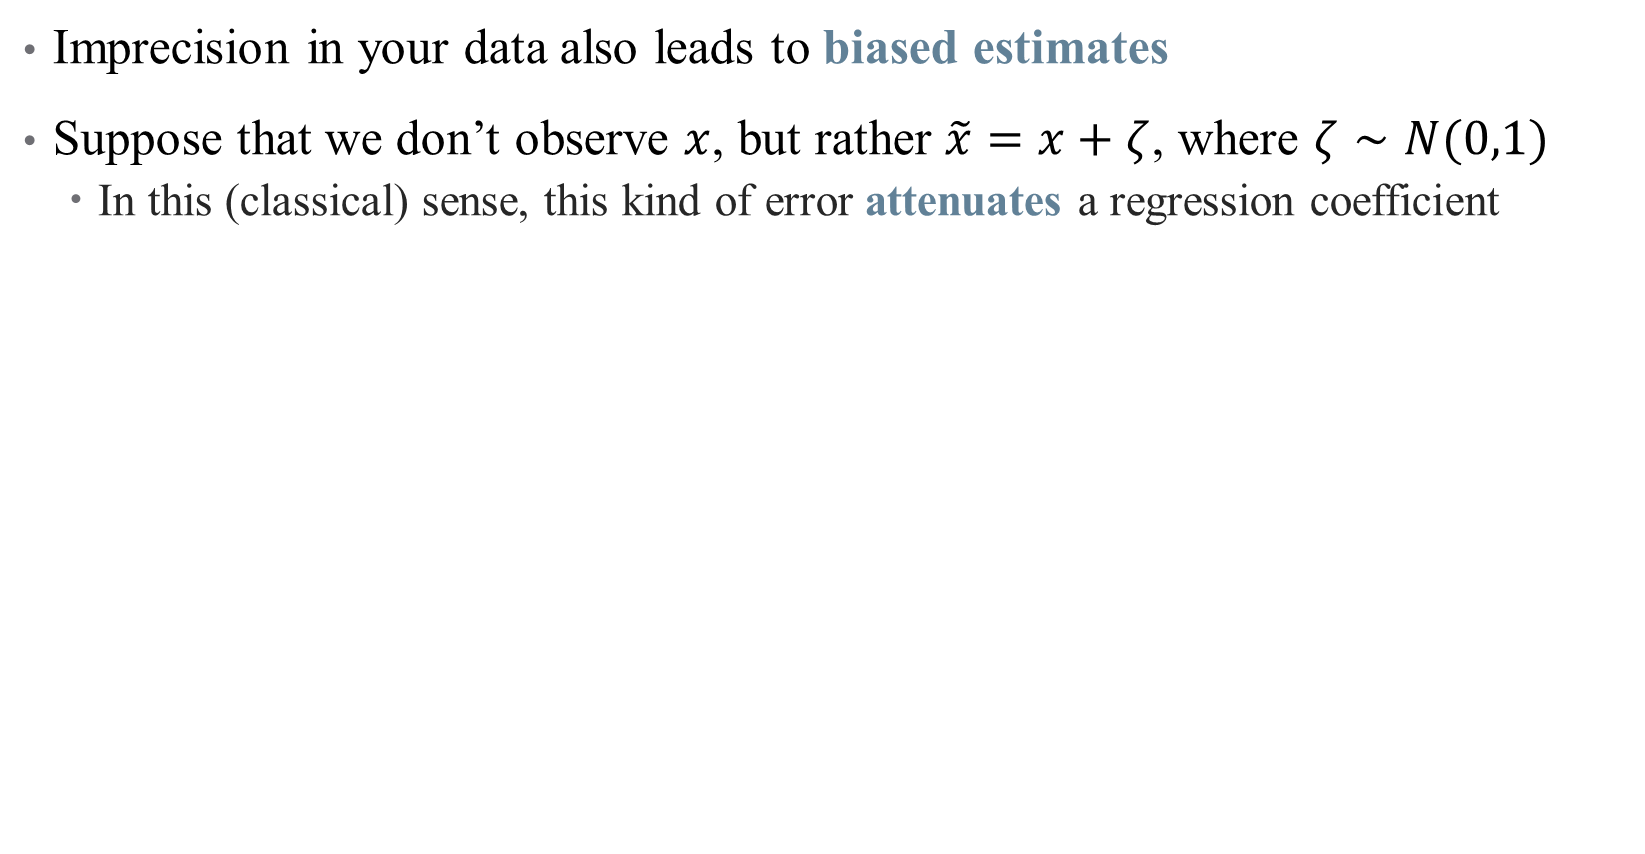 • Imprecision in your data also leads to biased estimates
• Suppose that we don’t observe 𝑥, but rather 𝑥̃ = 𝑥 + 𝜁, where 𝜁 ~ 𝑁(0,1)
• In this (classical) sense, this kind of error attenuates a regression coefficient